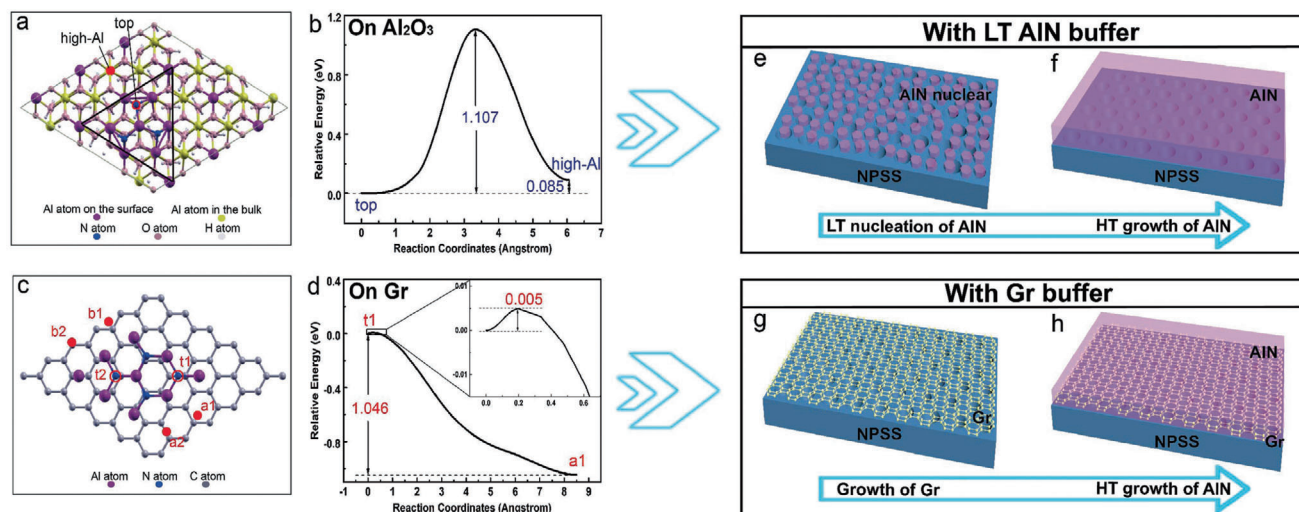 a
top
high-Al
Al atom on the surface
Al atom in the bulk
N atom
O atom
H atom
b
On Al₂O₃
Relative Energy (eV)
1.2
0.9
0.6
0.3
0.0
1.107
high-Al
0.085
top
0 1 2 3 4 5 6 7
Reaction Coordinates (Angstrom)
With LT AlN buffer
e
AlN nuclear
NPSS
f
AlN
NPSS
LT nucleation of AlN
HT growth of AlN
c
b1
b2
t1
t2
a1
a2
Al atom
N atom
C atom
d
On Gr
Relative Energy (eV)
0.4
0.0
-0.4
-0.8
t1
1.046
a1
-1 0 1 2 3 4 5 6 7 8 9
Reaction Coordinates (Angstrom)
0.01
0.00
-0.01
0.005
0.0 0.2 0.4 0.6
With Gr buffer
g
Gr
NPSS
h
AlN
NPSS
Gr
Growth of Gr
HT growth of AlN